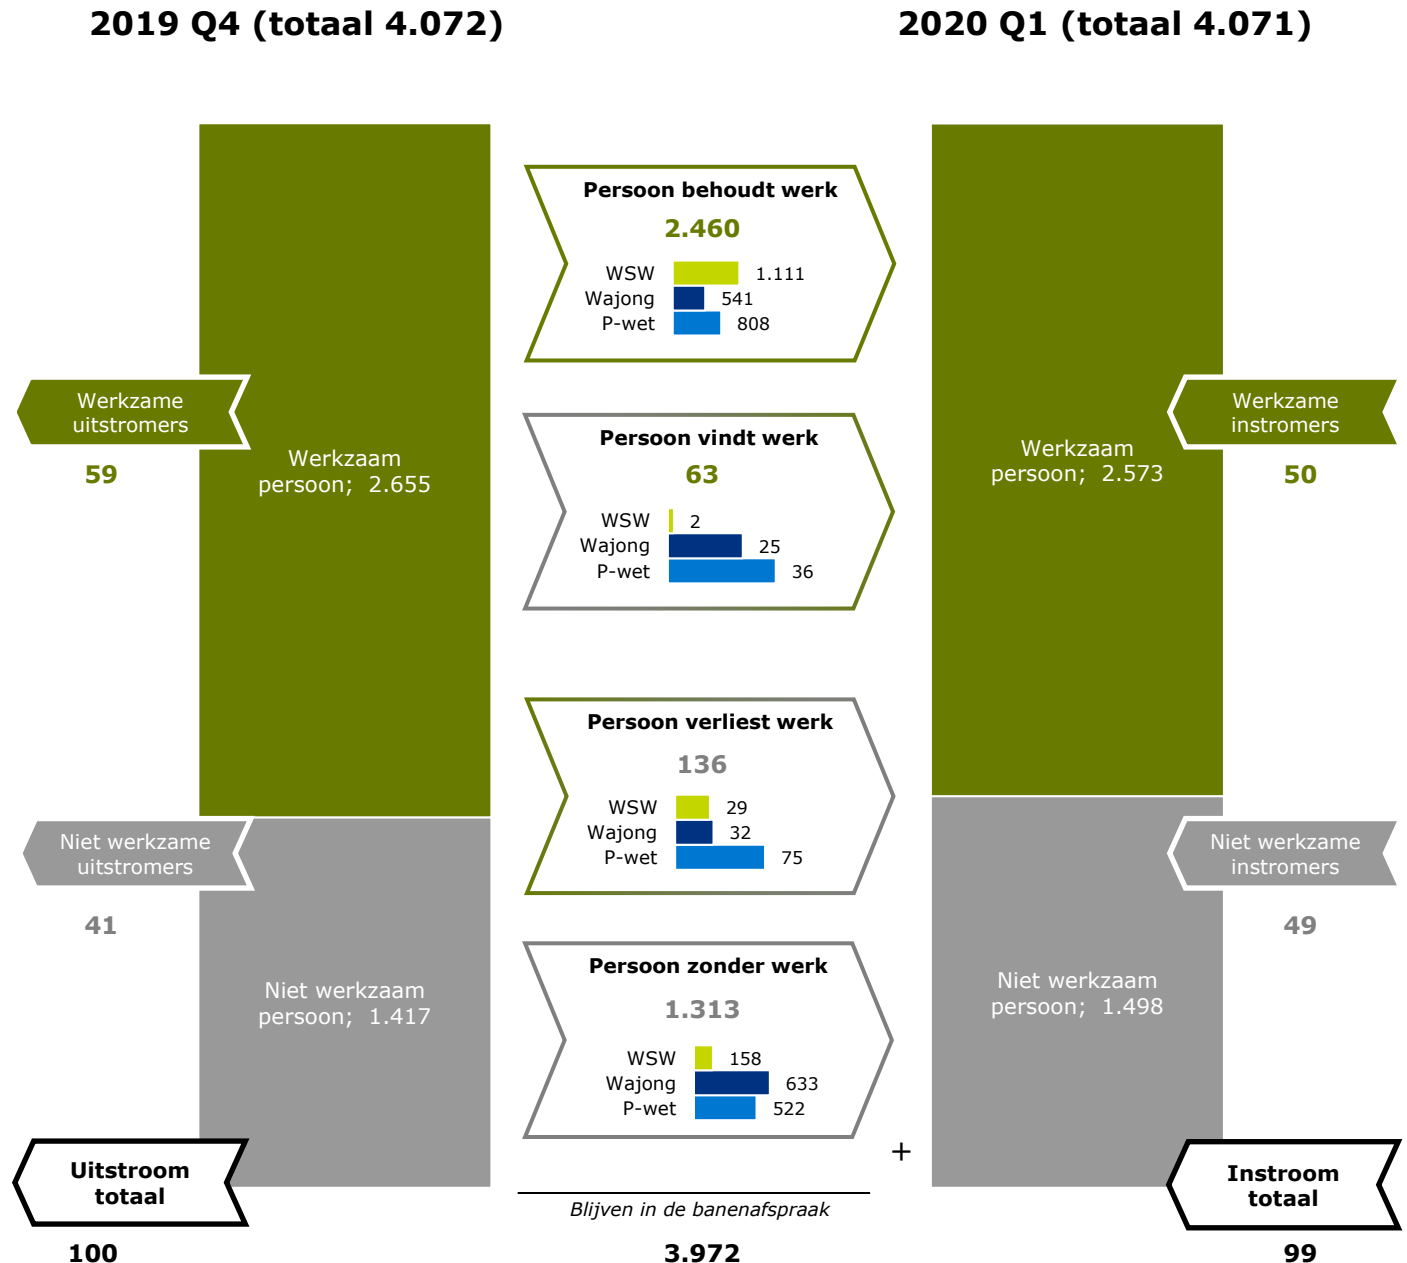 2019 Q4 (totaal 4.072)
2020 Q1 (totaal 4.071)
Werkzame
uitstromers
59
Werkzaam
persoon; 2.655
Niet werkzame
uitstromers
41
Niet werkzaam
persoon; 1.417
Uitstroom
totaal
100
Persoon behoudt werk
2.460
WSW 1.111
Wajong 541
P-wet 808
Persoon vindt werk
63
WSW 2
Wajong 25
P-wet 36
Persoon verliest werk
136
WSW 29
Wajong 32
P-wet 75
Persoon zonder werk
1.313
WSW 158
Wajong 633
P-wet 522
+
Blijven in de banenafspraak
3.972
Werkzaam
persoon; 2.573
Werkzame
instromers
50
Niet werkzame
instromers
49
Niet werkzaam
persoon; 1.498
Instroom
totaal
99